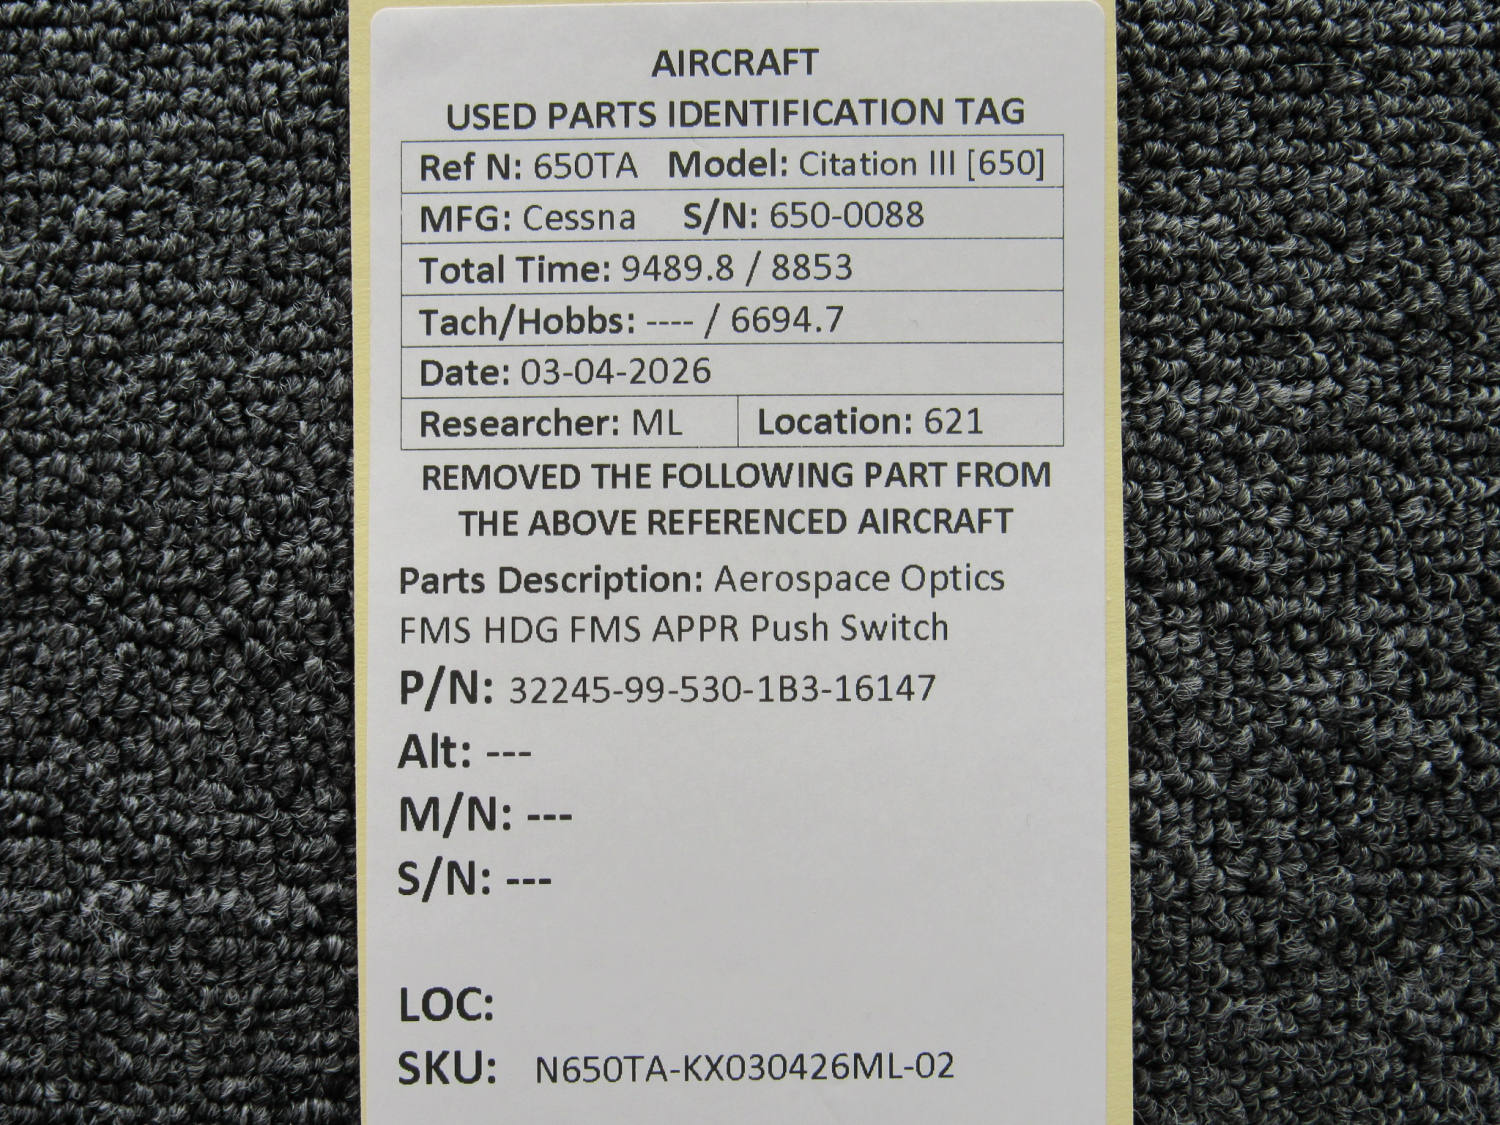 AIRCRAFT
USED PARTS IDENTIFICATION TAG
Ref N: 650TA Model: Citation III [650]
MFG: Cessna S/N: 650-0088
Total Time: 9489.8 / 8853
Tach/Hobbs: ---- / 6694.7
Date: 03-04-2026
Researcher: ML Location: 621
REMOVED THE FOLLOWING PART FROM
THE ABOVE REFERENCED AIRCRAFT
Parts Description: Aerospace Optics
FMS HDG FMS APPR Push Switch
P/N: 32245-99-530-1B3-16147
Alt: ---
M/N: ---
S/N: ---
LOC:
SKU: N650TA-KX030426ML-02